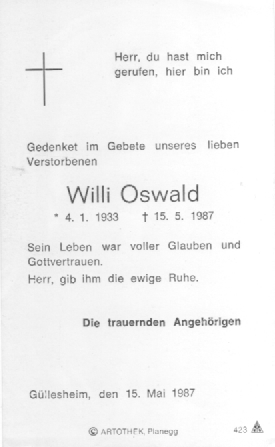 Herr, du hast mich
gerufen, hier bin ich
Gedenket im Gebete unseres lieben
Verstorbenen
Willi Oswald
* 4. 1. 1933 † 15. 5. 1987
Sein Leben war voller Glauben und
Gottvertrauen.
Herr, gib ihm die ewige Ruhe.
Die trauernden Angehörigen
Güllesheim, den 15. Mai 1987
© ARTOTHEK, Planegg 423